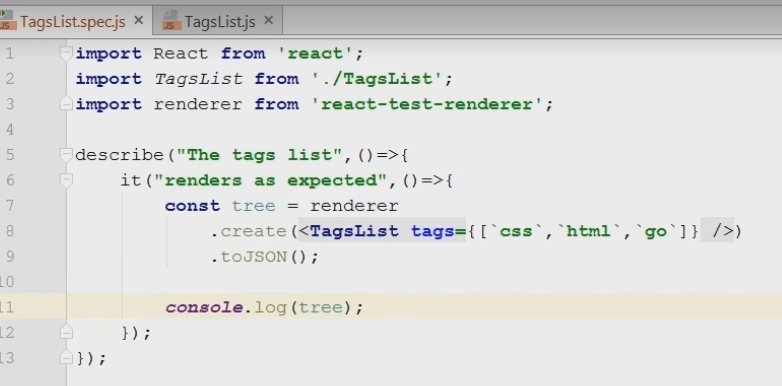 TagsList.spec.js × TagsList.js ×
1 import React from 'react';
2 import TagsList from './TagsList';
3 import renderer from 'react-test-renderer';
4
5 describe("The tags list",()=>{
6 it("renders as expected",()=>{
7 const tree = renderer
8 .create(<TagsList tags={[`css`,`html`,`go`]} />)
9 .toJSON();
10
11 console.log(tree);
12 });
13 });